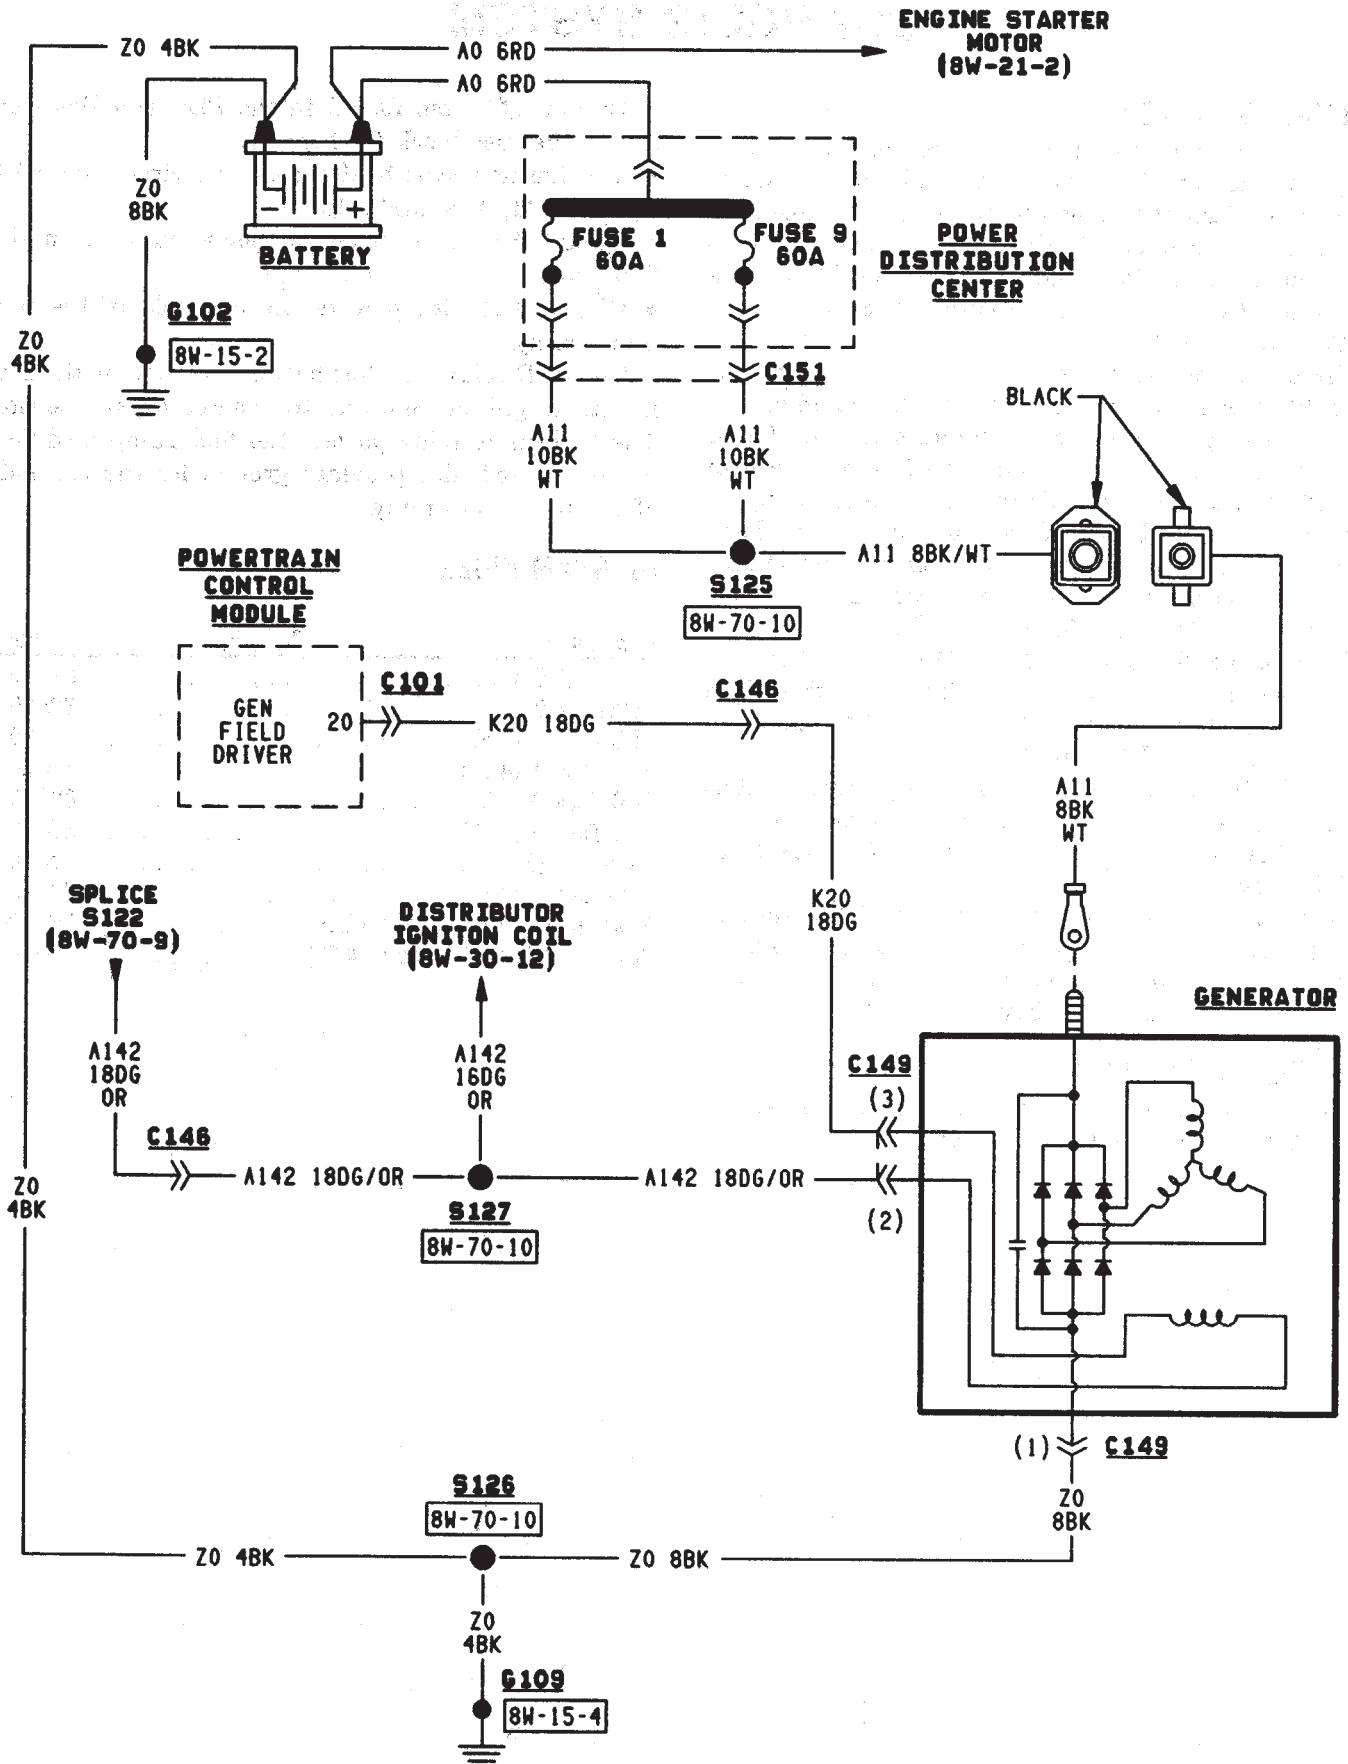 ENGINE STARTER
MOTOR
(8W-21-2)
Z0 4BK
A0 6RD
A0 6RD
Z0
8BK
-
+
BATTERY
FUSE 1
60A
FUSE 9
60A
POWER
DISTRIBUTION
CENTER
G102
8W-15-2
Z0
4BK
C151
BLACK
A11
10BK
WT
A11
10BK
WT
A11 8BK/WT
S125
8W-70-10
POWERTRAIN
CONTROL
MODULE
GEN
FIELD
DRIVER
20
C101
K20 18DG
C146
A11
8BK
WT
K20
18DG
SPLICE
S122
(8W-70-9)
DISTRIBUTOR
IGNITON COIL
(8W-30-12)
GENERATOR
A142
18DG
OR
A142
16DG
OR
C149
(3)
C146
A142 18DG/OR
A142 18DG/OR
Z0
4BK
S127
8W-70-10
(2)
(1)
C149
S126
8W-70-10
Z0
8BK
Z0 4BK
Z0 8BK
Z0
4BK
G109
8W-15-4